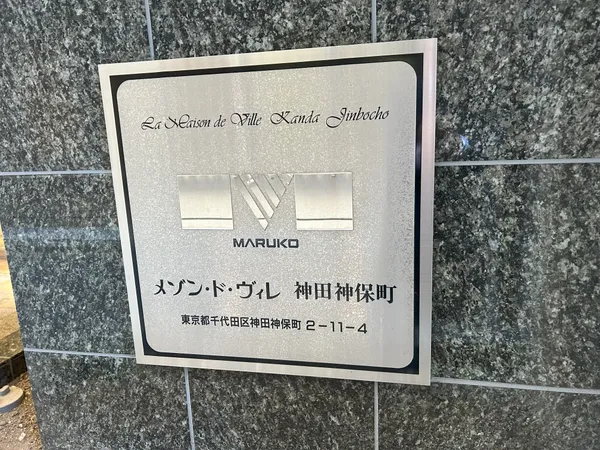 La Maison de Ville Kanda Jinbocho
MARUKO
メゾン・ド・ヴィレ 神田神保町
東京都千代田区神田神保町 2-11-4